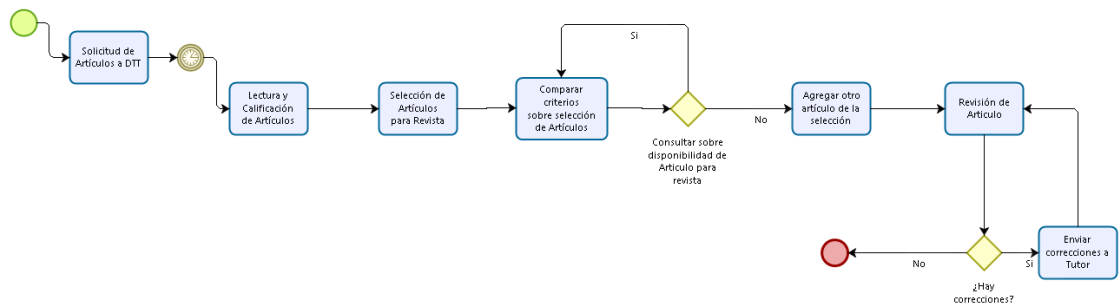 Solicitud de
Artículos a DTT
Lectura y
Calificación
de Artículos
Selección de
Artículos
para Revista
Comparar
criterios
sobre selección
de Artículos
Si
Consultar sobre
disponibilidad de
Articulo para
revista
No
Agregar otro
artículo de la
selección
Revisión de
Articulo
¿Hay
correcciones?
No
Si
Enviar
correcciones a
Tutor